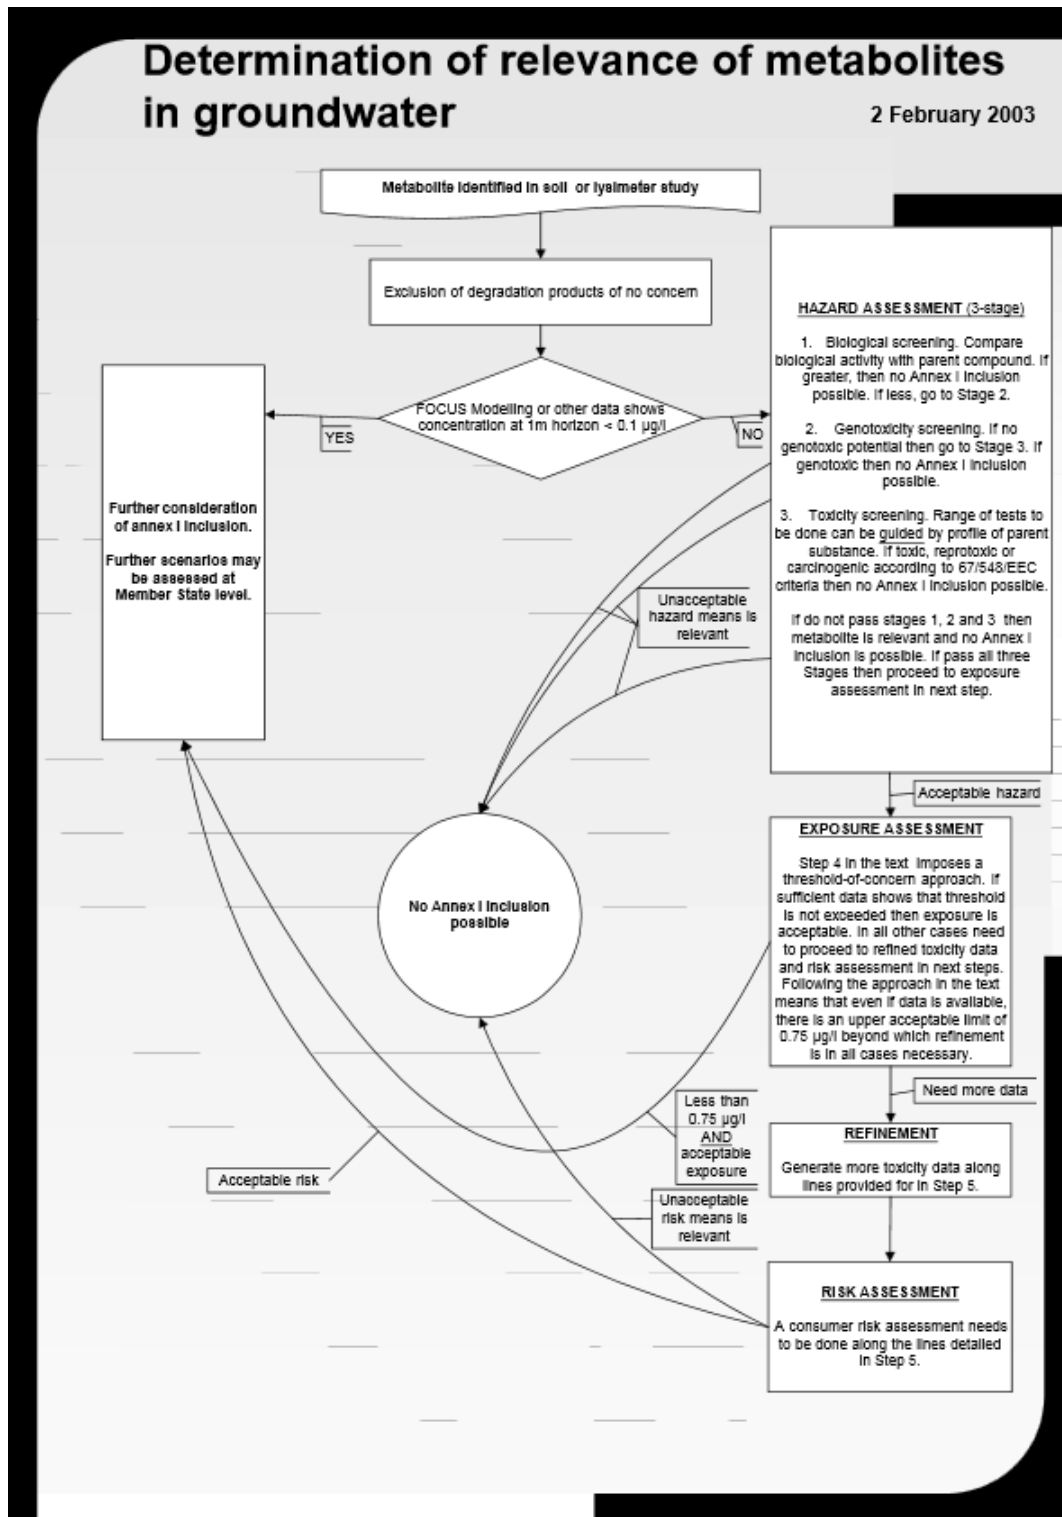 Determination of relevance of metabolites
in groundwater
2 February 2003
Metabolite identified in soil or lysimeter study
Exclusion of degradation products of no concern
FOCUS Modelling or other data shows
concentration at 1m horizon < 0.1 µg/l
YES
NO
Further consideration
of annex I inclusion.
Further scenarios may
be assessed at
Member State level.
HAZARD ASSESSMENT (3-stage)
1. Biological screening. Compare
biological activity with parent compound. If
greater, then no Annex I inclusion
possible. If less, go to Stage 2.
2. Genotoxicity screening. If no
genotoxic potential then go to Stage 3. If
genotoxic then no Annex I inclusion
possible.
3. Toxicity screening. Range of tests to
be done can be guided by profile of parent
substance. If toxic, reprotoxic or
carcinogenic according to 67/548/EEC
criteria then no Annex I inclusion possible.
If do not pass stages 1, 2 and 3 then
metabolite is relevant and no Annex I
inclusion is possible. If pass all three
Stages then proceed to exposure
assessment in next step.
Unacceptable
hazard means is
relevant
Acceptable hazard
No Annex I inclusion
possible
EXPOSURE ASSESSMENT
Step 4 in the text imposes a
threshold-of-concern approach. If
sufficient data shows that threshold
is not exceeded then exposure is
acceptable. In all other cases need
to proceed to refined toxicity data
and risk assessment in next steps.
Following the approach in the text
means that even if data is available,
there is an upper acceptable limit of
0.75 µg/l beyond which refinement
is in all cases necessary.
Need more data
Less than
0.75 µg/l
AND
acceptable
exposure
REFINEMENT
Generate more toxicity data along
lines provided for in Step 5.
Acceptable risk
Unacceptable
risk means is
relevant
RISK ASSESSMENT
A consumer risk assessment needs
to be done along the lines detailed
in Step 5.